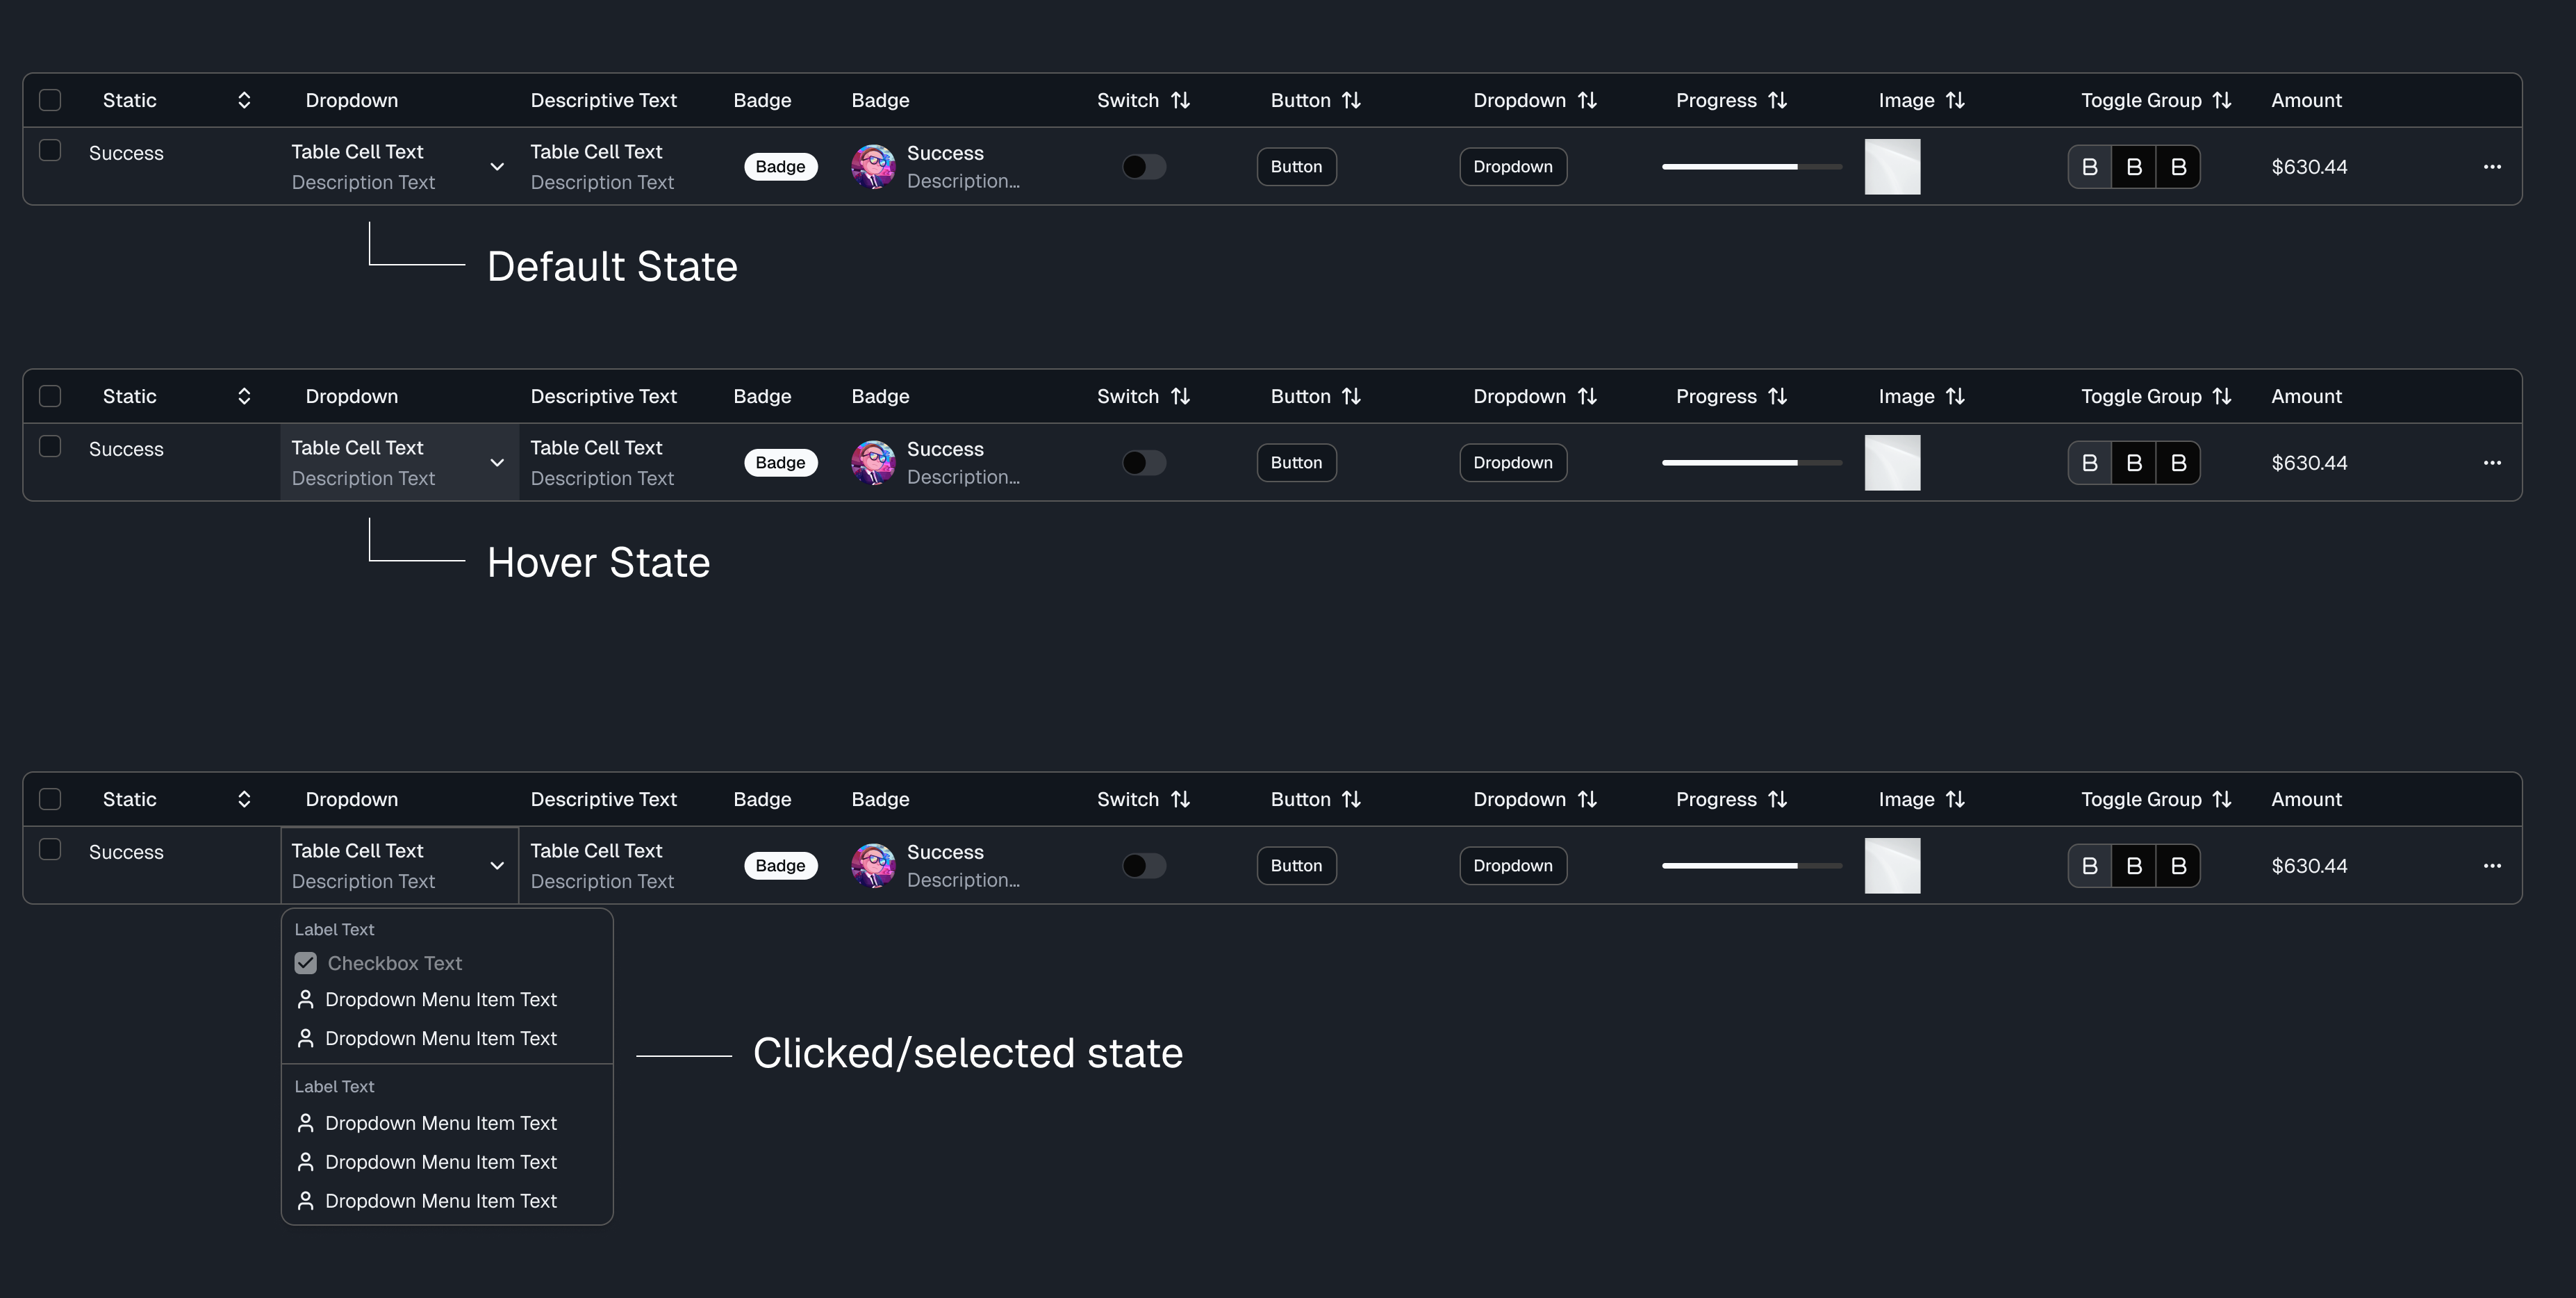 Static Dropdown Descriptive Text Badge Badge Switch Button Dropdown Progress Image Toggle Group Amount
Success Table Cell Text Table Cell Text Badge Success Button Dropdown B B B $630.44 ...
Description Text Description Text Description...
Default State
Static Dropdown Descriptive Text Badge Badge Switch Button Dropdown Progress Image Toggle Group Amount
Success Table Cell Text Table Cell Text Badge Success Button Dropdown B B B $630.44 ...
Description Text Description Text Description...
Hover State
Static Dropdown Descriptive Text Badge Badge Switch Button Dropdown Progress Image Toggle Group Amount
Success Table Cell Text Table Cell Text Badge Success Button Dropdown B B B $630.44 ...
Description Text Description Text Description...
Label Text
Checkbox Text
Dropdown Menu Item Text
Dropdown Menu Item Text
Clicked/selected state
Label Text
Dropdown Menu Item Text
Dropdown Menu Item Text
Dropdown Menu Item Text